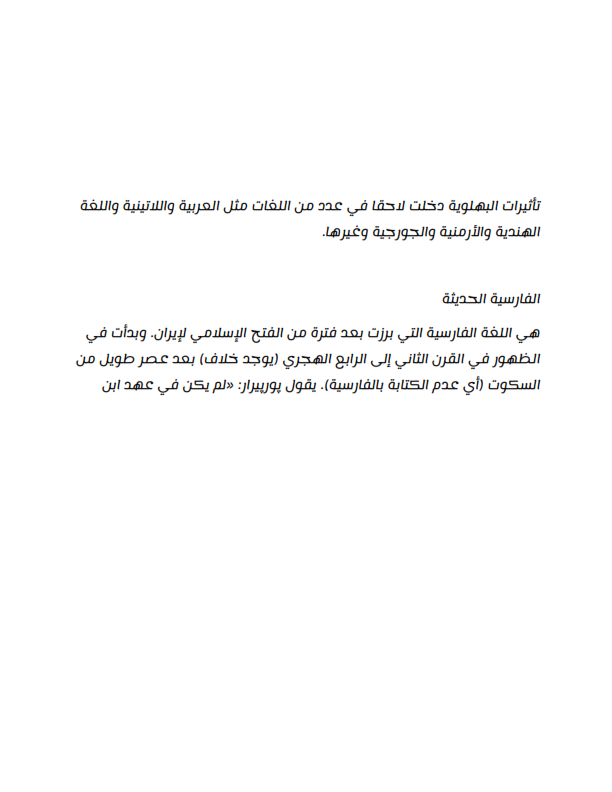 تأثيرات البهلوية دخلت لاحقا في عدد من اللغات مثل العربية واللاتينية واللغة
الهندية والأرمنية والجورجية وغيرها.
الفارسية الحديثة
هي اللغة الفارسية التي برزت بعد فترة من الفتح الإسلامي لإيران. وبدأت في
الظهور في القرن الثاني إلى الرابع الهجري (يوجد خلاف) بعد عصر طويل من
السكوت (أي عدم الكتابة بالفارسية). يقول پورپيرار: «لم يكن في عهد ابن